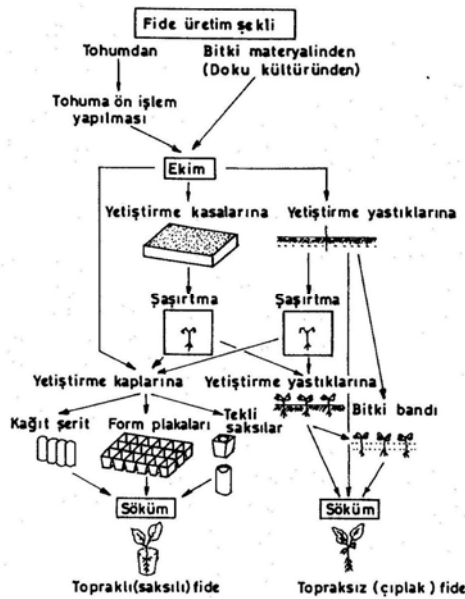 Fide üretim şekli
Tohumdan
Bitki materyalinden
(Doku kültüründen)
Tohuma ön işlem
yapılması
Ekim
Yetiştirme kasalarına
Yetiştirme yastıklarına
Şaşırtma
Şaşırtma
Yetiştirme kaplarına
Yetiştirme yastıklarına
Kağıt şerit
Form plakaları
Tekli
saksılar
Bitki bandı
Söküm
Söküm
Topraklı(saksılı) fide
Topraksız (çıplak) fide